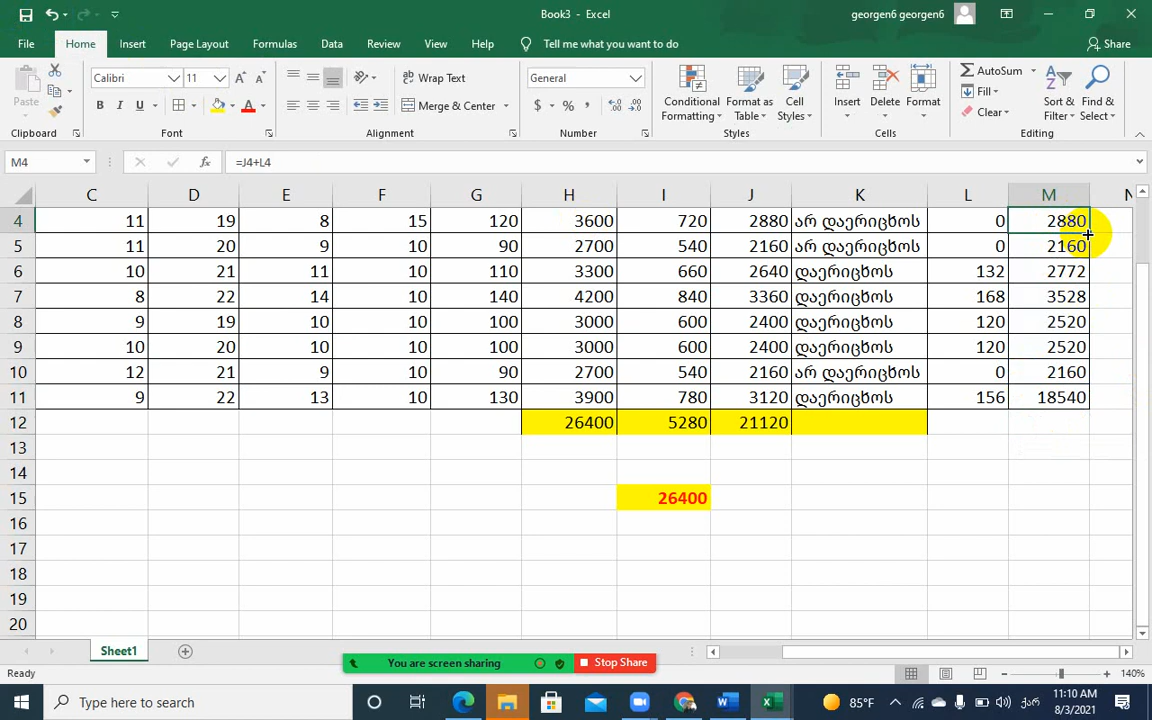 Book3 - Excel
georgen6 georgen6
File Home Insert Page Layout Formulas Data Review View Help Tell me what you want to do Share
Paste
Calibri 11
B I U
Wrap Text
Merge & Center
General
$ % ,
Conditional Formatting
Format as Table
Cell Styles
Insert Delete Format
AutoSum
Fill
Clear
Sort & Filter
Find & Select
Clipboard Font Alignment Number Styles Cells Editing
M4 fx =J4+L4
C D E F G H I J K L M N
4 11 19 8 15 120 3600 720 2880 არ დაერიცხოს 0 2880
5 11 20 9 10 90 2700 540 2160 არ დაერიცხოს 0 2160
6 10 21 11 10 110 3300 660 2640 დაერიცხოს 132 2772
7 8 22 14 10 140 4200 840 3360 დაერიცხოს 168 3528
8 9 19 10 10 100 3000 600 2400 დაერიცხოს 120 2520
9 10 20 10 10 100 3000 600 2400 დაერიცხოს 120 2520
10 12 21 9 10 90 2700 540 2160 არ დაერიცხოს 0 2160
11 9 22 13 10 130 3900 780 3120 დაერიცხოს 156 18540
12 26400 5280 21120
13
14
15 26400
16
17
18
19
20
Sheet1
You are screen sharing Stop Share
Ready 140%
Type here to search
85°F
ქარ
11:10 AM
8/3/2021